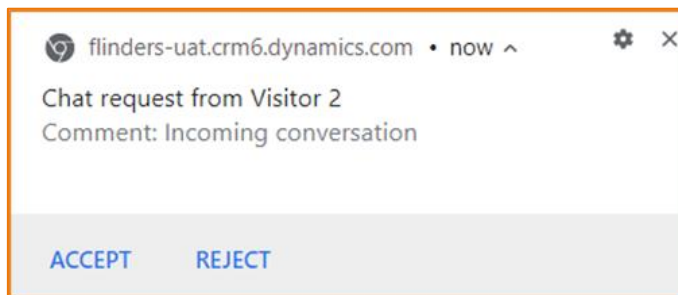 flinders-uat.crm6.dynamics.com • now
Chat request from Visitor 2
Comment: Incoming conversation
ACCEPT REJECT